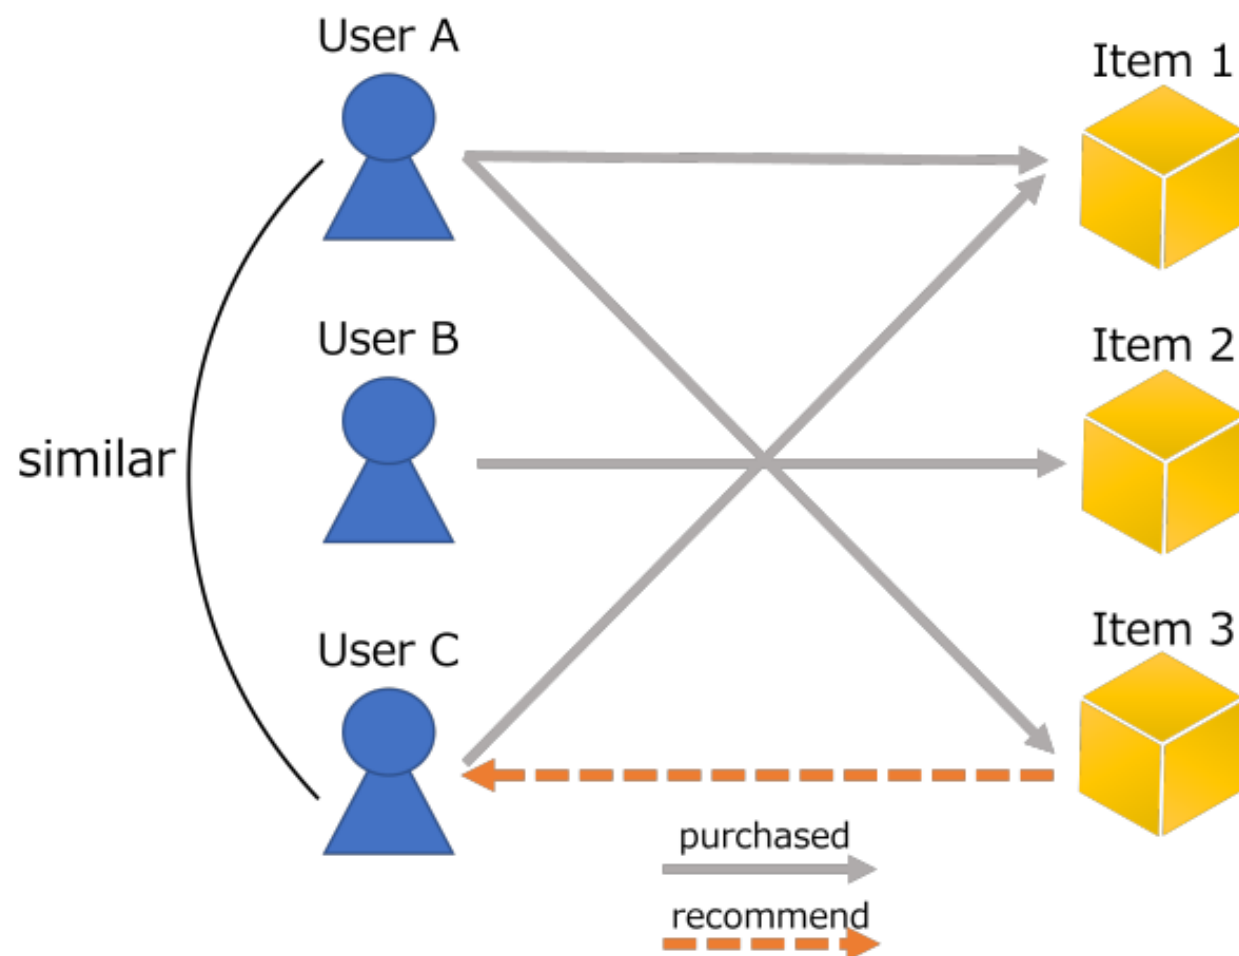 User A
Item 1
User B
Item 2
similar
User C
Item 3
purchased
recommend